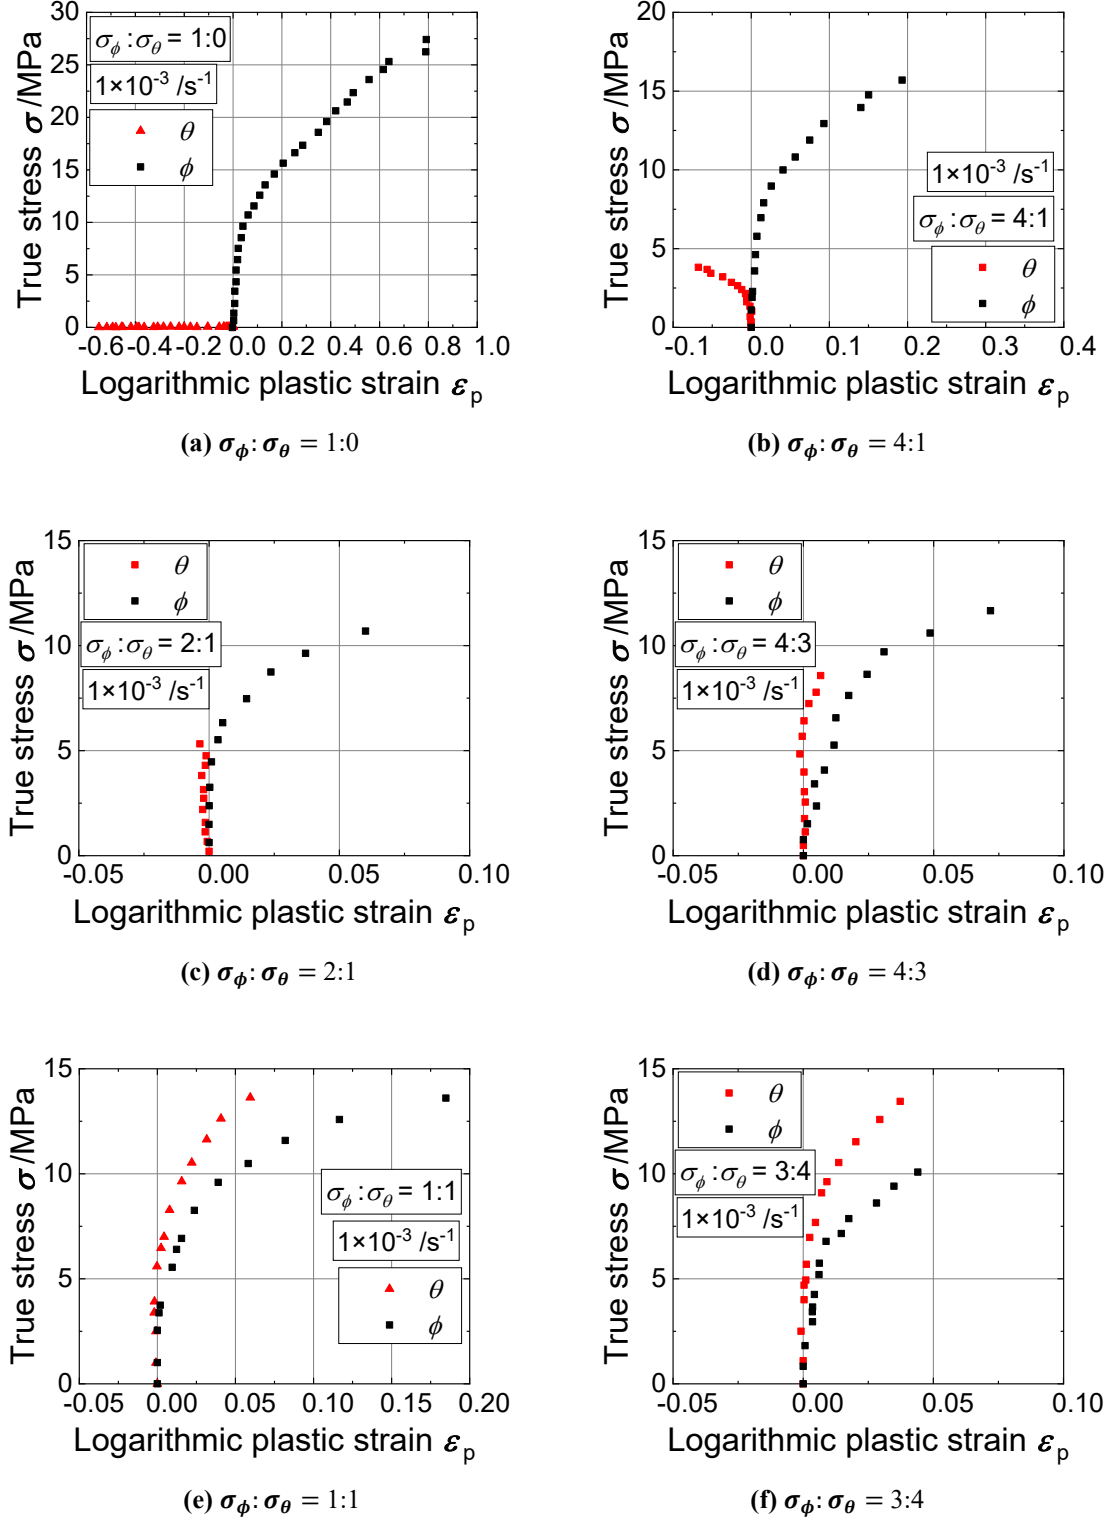 30
25
20
15
10
5
0
True stress σ /MPa
σϕ:σθ = 1:0
1×10⁻³ /s⁻¹
θ
ϕ
-0.6 -0.4 -0.2 0.0 0.2 0.4 0.6 0.8 1.0
Logarithmic plastic strain εp
(a) σϕ: σθ = 1:0
20
15
10
5
0
True stress σ /MPa
1×10⁻³ /s⁻¹
σϕ:σθ = 4:1
θ
ϕ
-0.1 0.0 0.1 0.2 0.3 0.4
Logarithmic plastic strain εp
(b) σϕ: σθ = 4:1
15
10
5
0
True stress σ /MPa
θ
ϕ
σϕ:σθ = 2:1
1×10⁻³ /s⁻¹
-0.05 0.00 0.05 0.10
Logarithmic plastic strain εp
(c) σϕ: σθ = 2:1
15
10
5
0
True stress σ /MPa
θ
ϕ
σϕ:σθ = 4:3
1×10⁻³ /s⁻¹
-0.05 0.00 0.05 0.10
Logarithmic plastic strain εp
(d) σϕ: σθ = 4:3
15
10
5
0
True stress σ /MPa
σϕ:σθ = 1:1
1×10⁻³ /s⁻¹
θ
ϕ
-0.05 0.00 0.05 0.10 0.15 0.20
Logarithmic plastic strain εp
(e) σϕ: σθ = 1:1
15
10
5
0
True stress σ /MPa
θ
ϕ
σϕ:σθ = 3:4
1×10⁻³ /s⁻¹
-0.05 0.00 0.05 0.10
Logarithmic plastic strain εp
(f) σϕ: σθ = 3:4